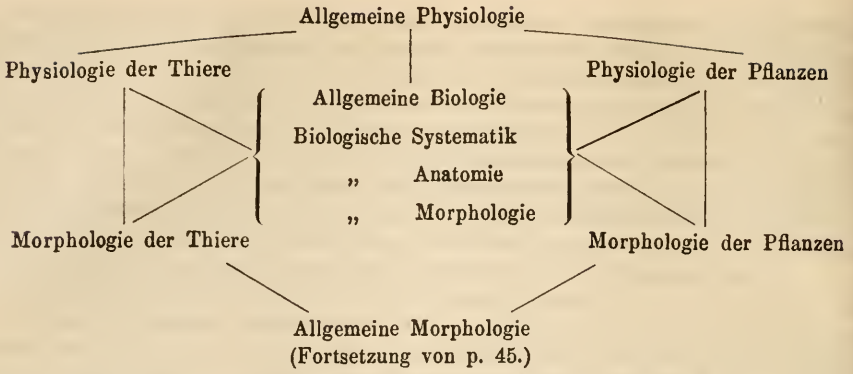 Allgemeine Physiologie
Physiologie der Thiere
Physiologie der Pflanzen
Allgemeine Biologie
Biologische Systematik
„ Anatomie
„ Morphologie
Morphologie der Thiere
Morphologie der Pflanzen
Allgemeine Morphologie
(Fortsetzung von p. 45.)